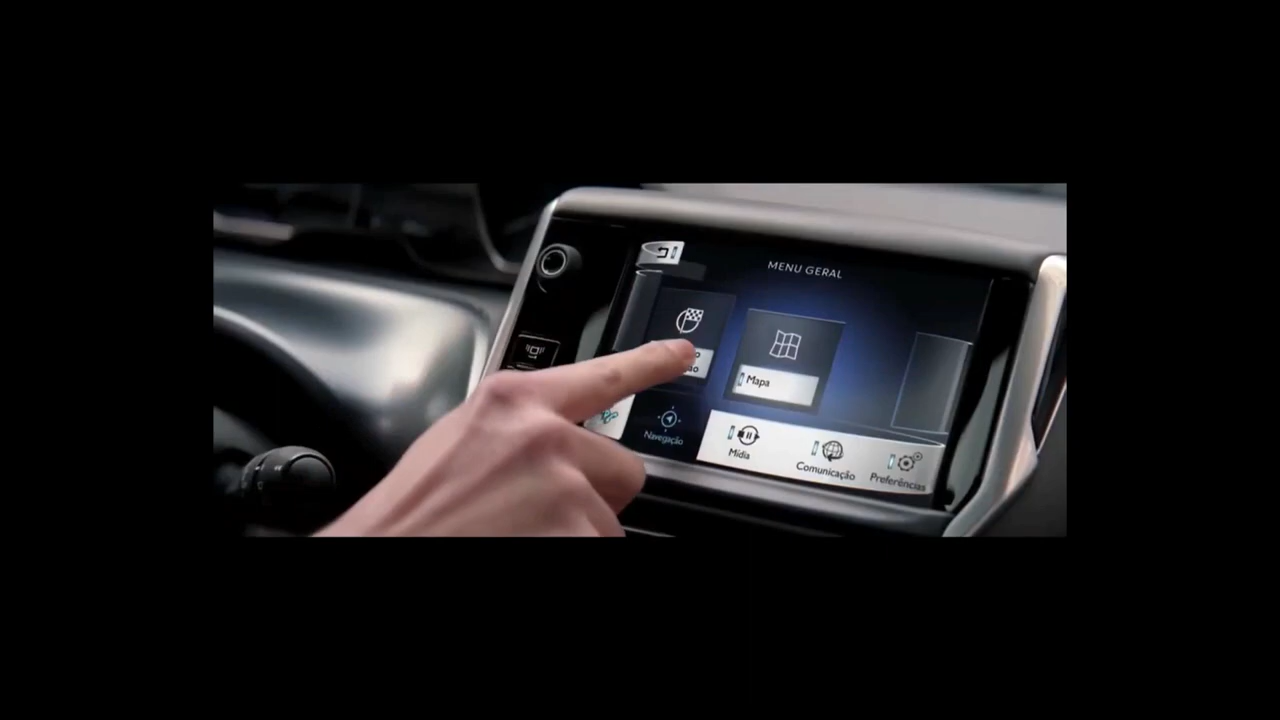 MENU GERAL
Mapa
Navegação
Mídia
Comunicação
Preferências